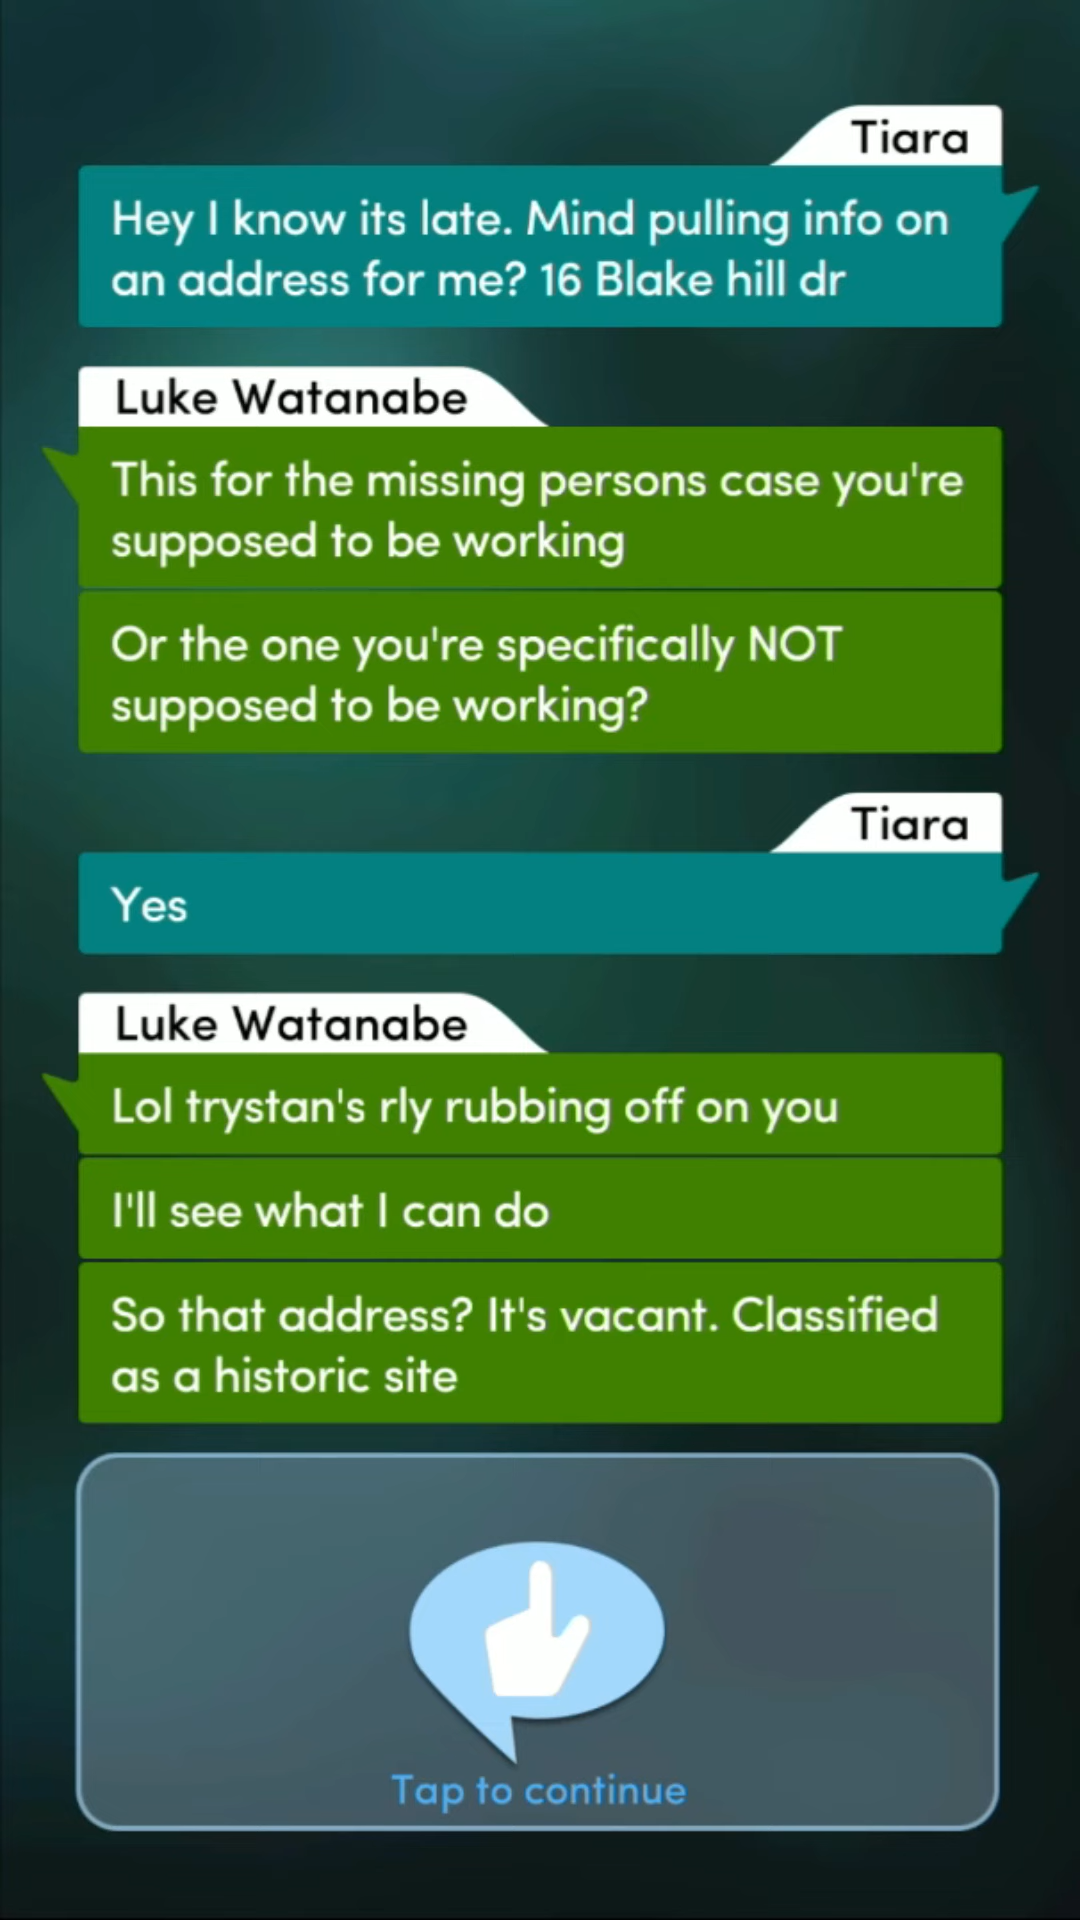 Tiara
Hey I know its late. Mind pulling info on
an address for me? 16 Blake hill dr
Luke Watanabe
This for the missing persons case you're
supposed to be working
Or the one you're specifically NOT
supposed to be working?
Tiara
Yes
Luke Watanabe
Lol trystan's rly rubbing off on you
I'll see what I can do
So that address? It's vacant. Classified
as a historic site
Tap to continue